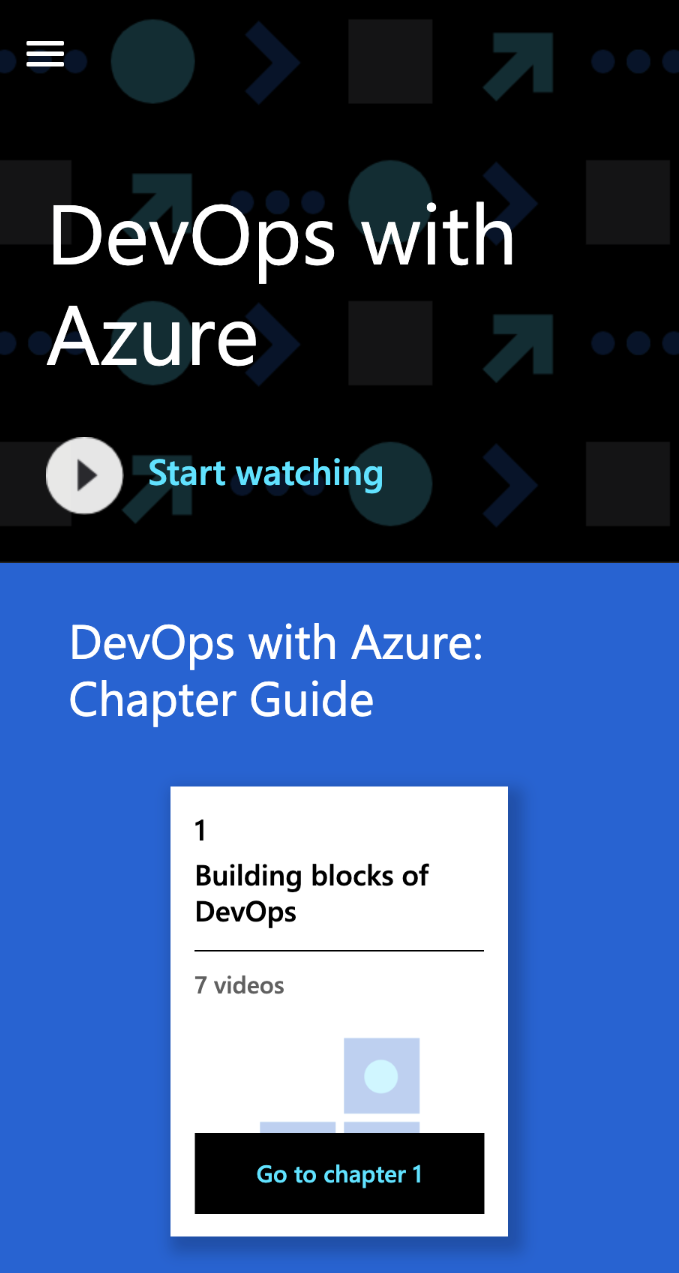 DevOps with
Azure
Start watching
DevOps with Azure:
Chapter Guide
1
Building blocks of
DevOps
7 videos
Go to chapter 1